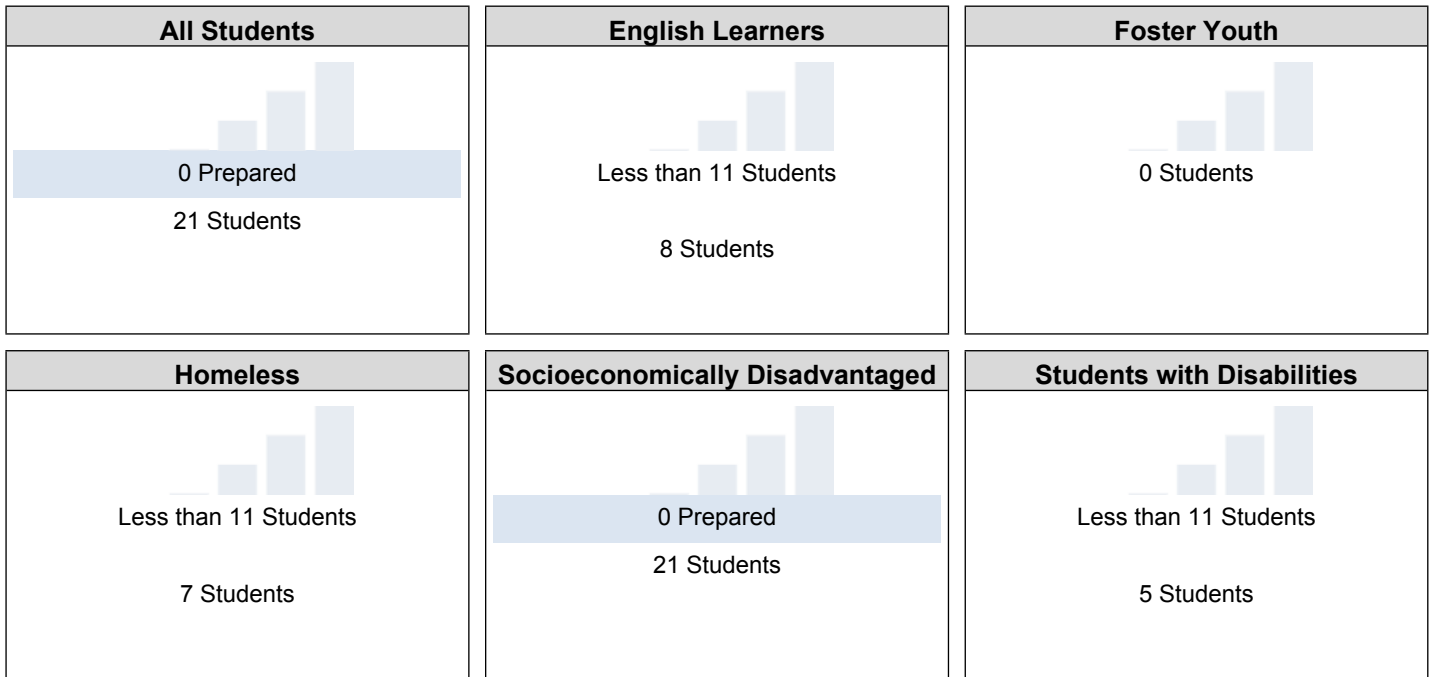 All Students
0 Prepared
21 Students
English Learners
Less than 11 Students
8 Students
Foster Youth
0 Students
Homeless
Less than 11 Students
7 Students
Socioeconomically Disadvantaged
0 Prepared
21 Students
Students with Disabilities
Less than 11 Students
5 Students